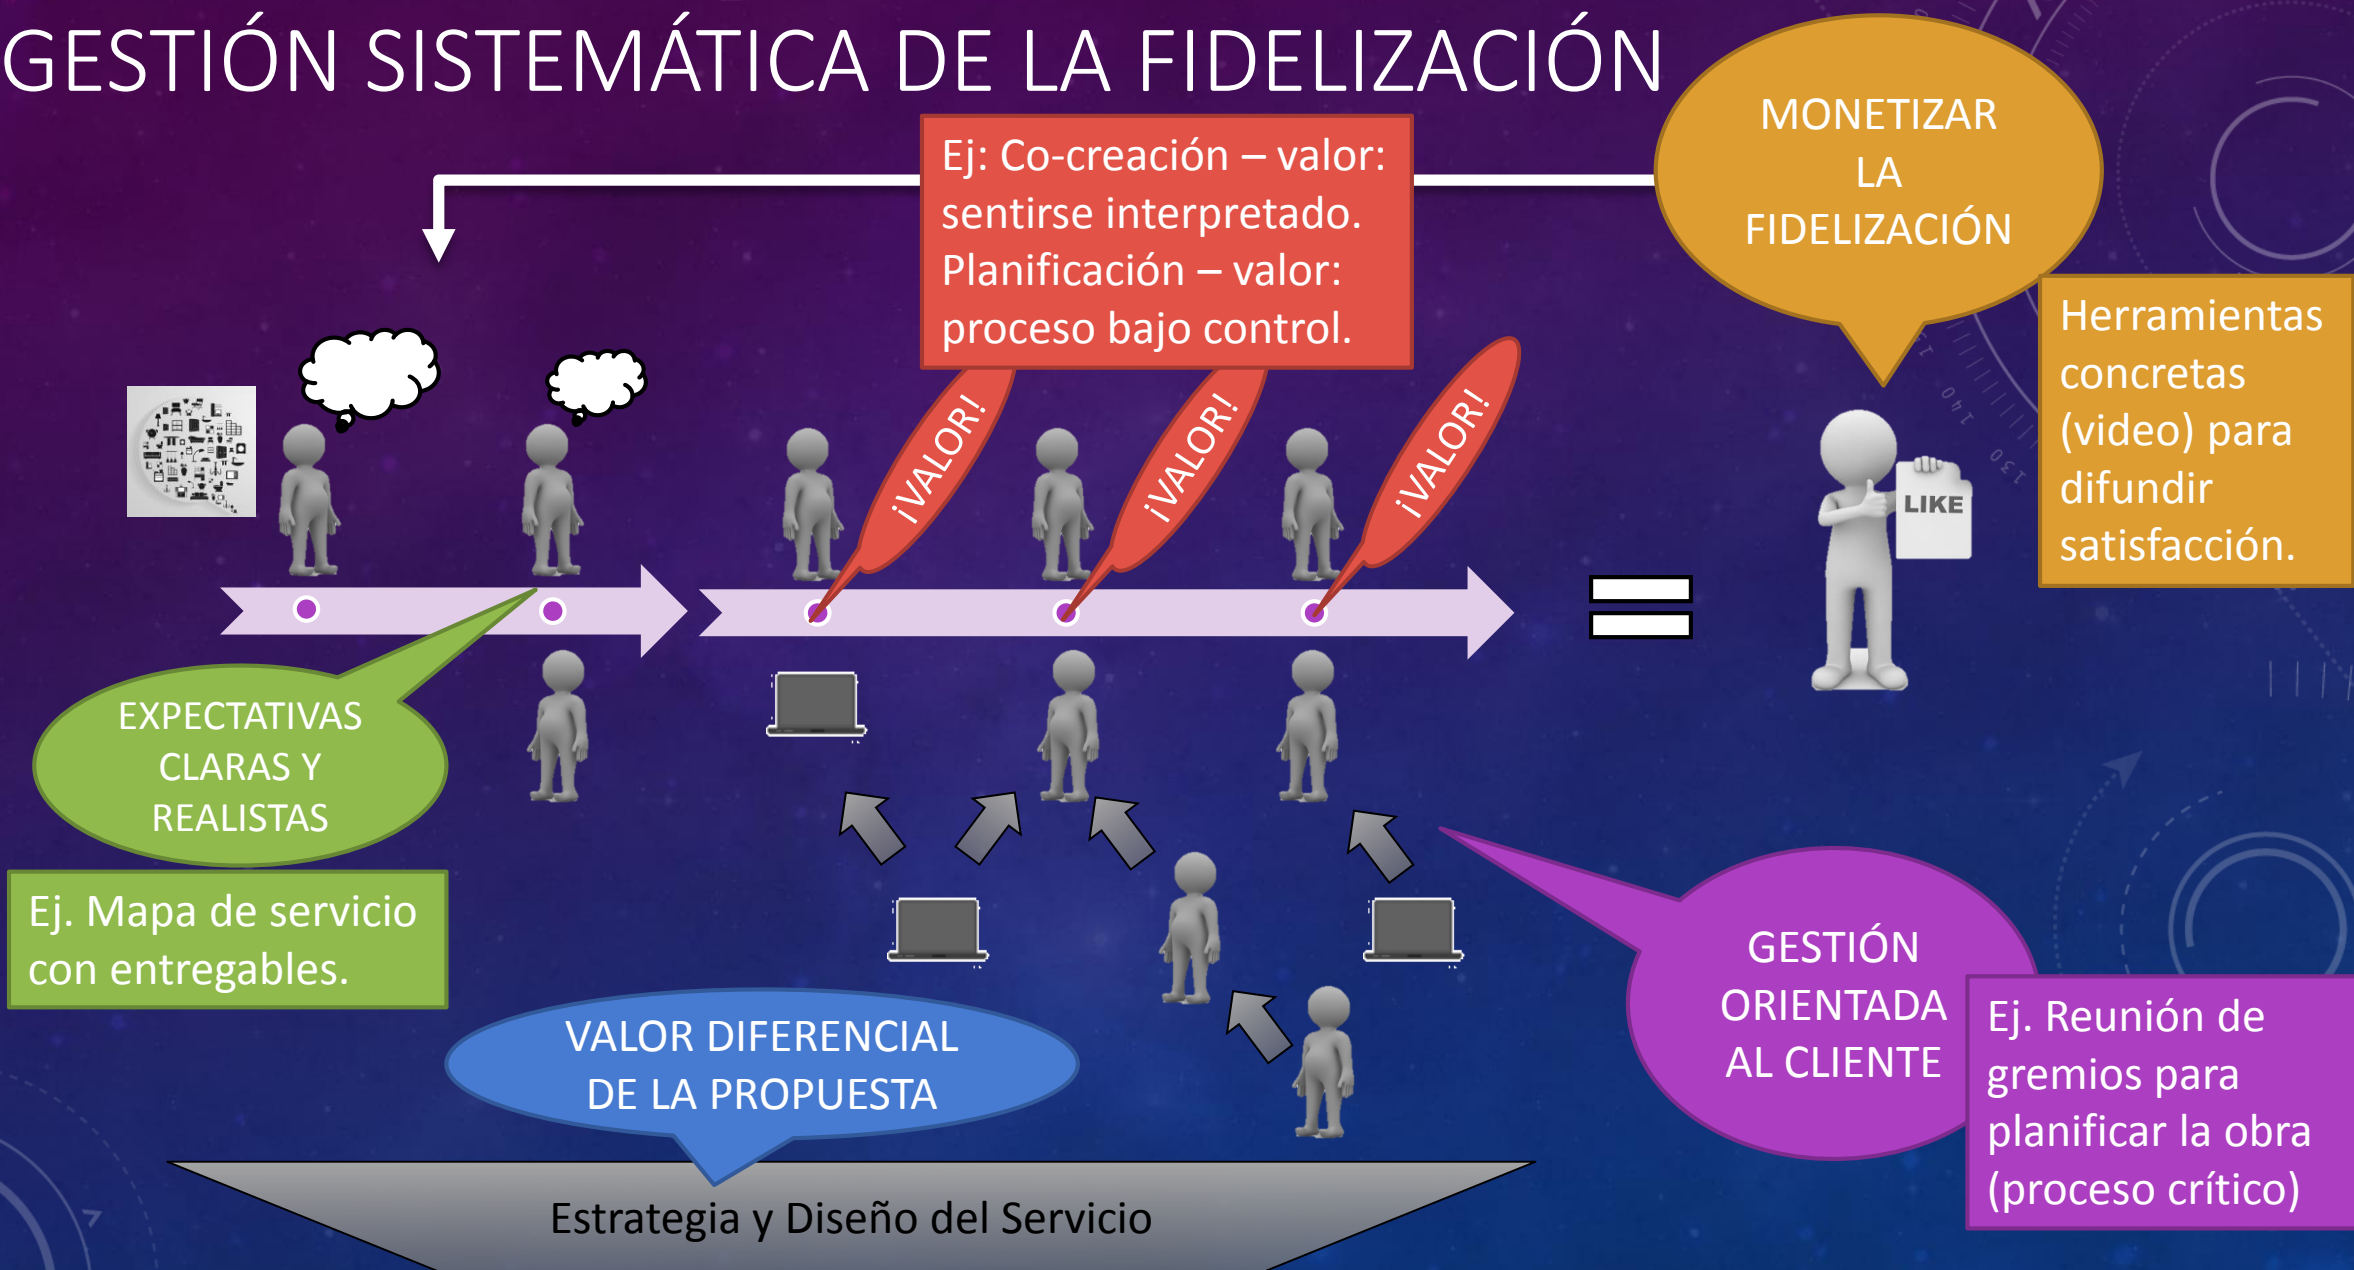 GESTIÓN SISTEMÁTICA DE LA FIDELIZACIÓN
MONETIZAR
LA
FIDELIZACIÓN
Ej: Co-creación – valor:
sentirse interpretado.
Planificación – valor:
proceso bajo control.
Herramientas
concretas
(video) para
difundir
satisfacción.
¡VALOR!
¡VALOR!
¡VALOR!
LIKE
EXPECTATIVAS
CLARAS Y
REALISTAS
Ej. Mapa de servicio
con entregables.
GESTIÓN
ORIENTADA
AL CLIENTE
Ej. Reunión de
gremios para
planificar la obra
(proceso crítico)
VALOR DIFERENCIAL
DE LA PROPUESTA
Estrategia y Diseño del Servicio
140
130